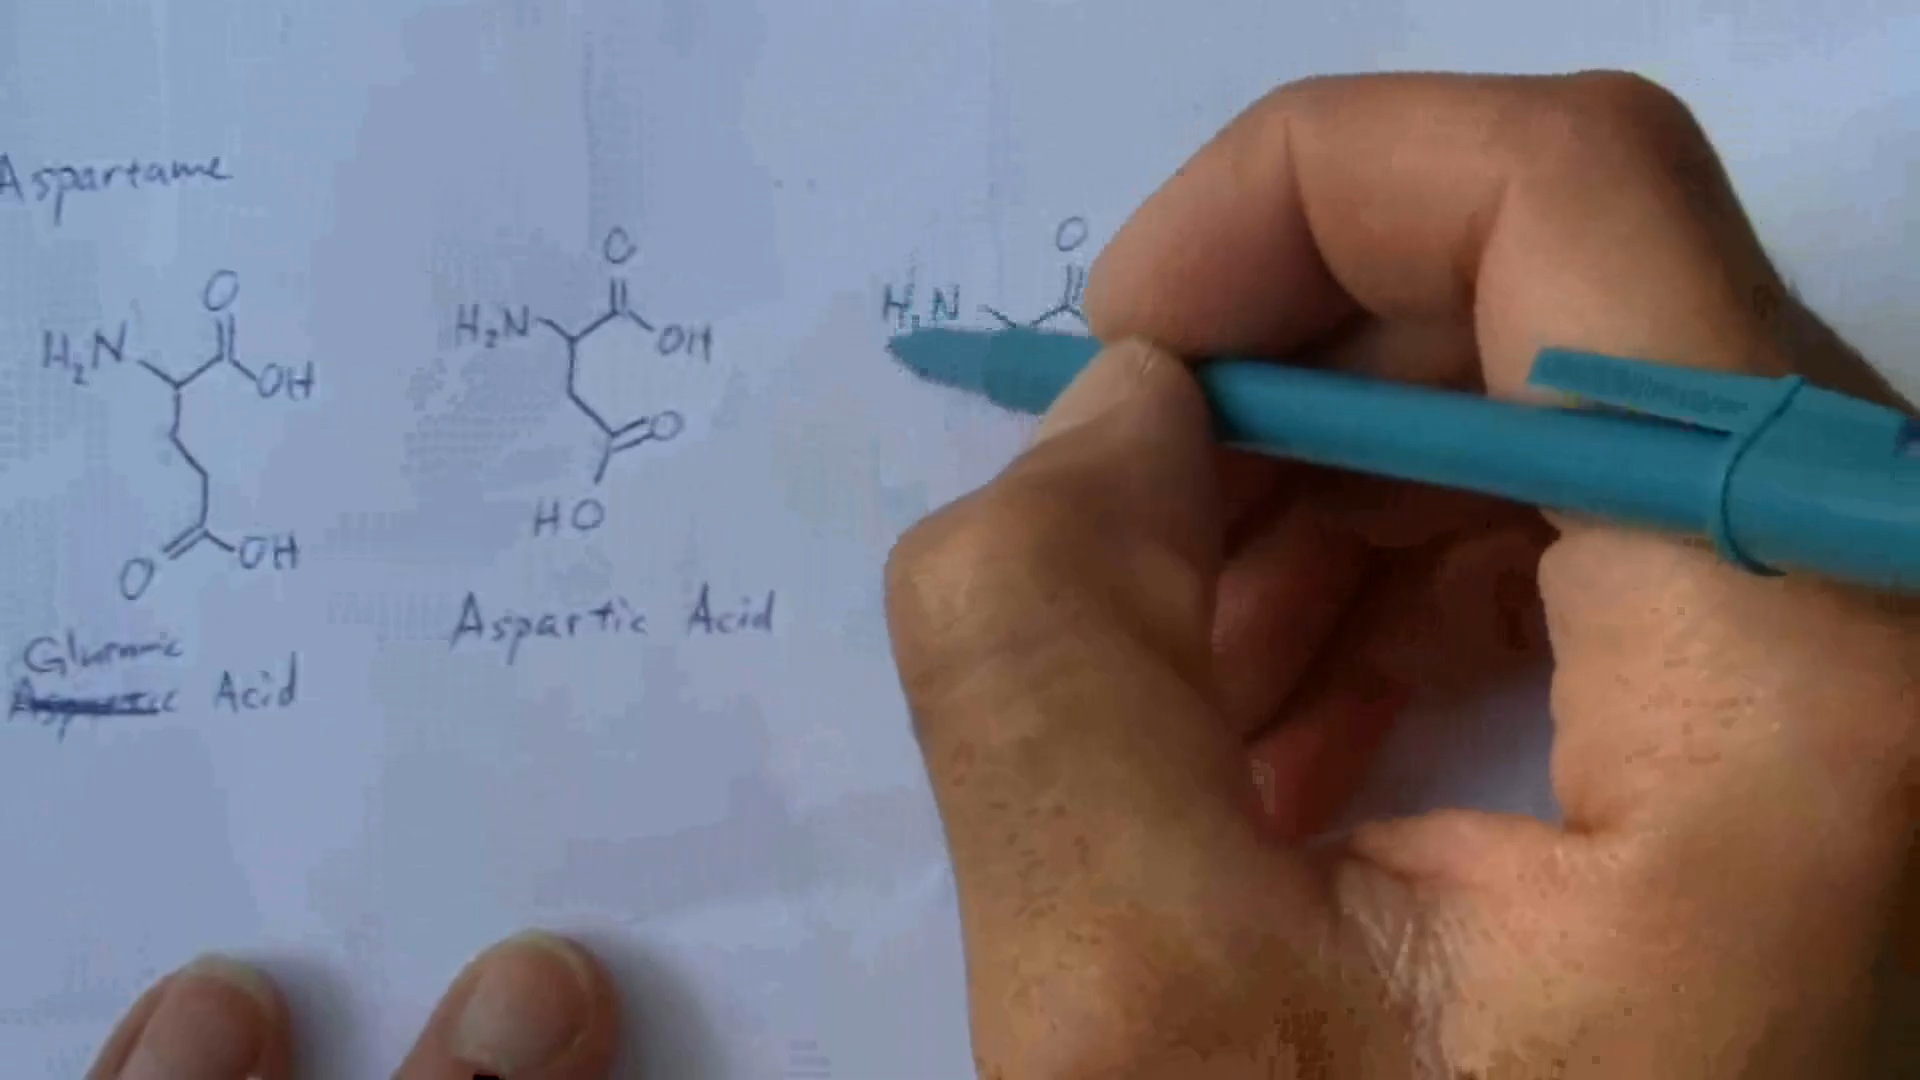 Aspartame
O
H₂N
OH
O
OH
Glutamic
Aspartic Acid
O
H₂N
OH
O
HO
Aspartic Acid
O
H₂N